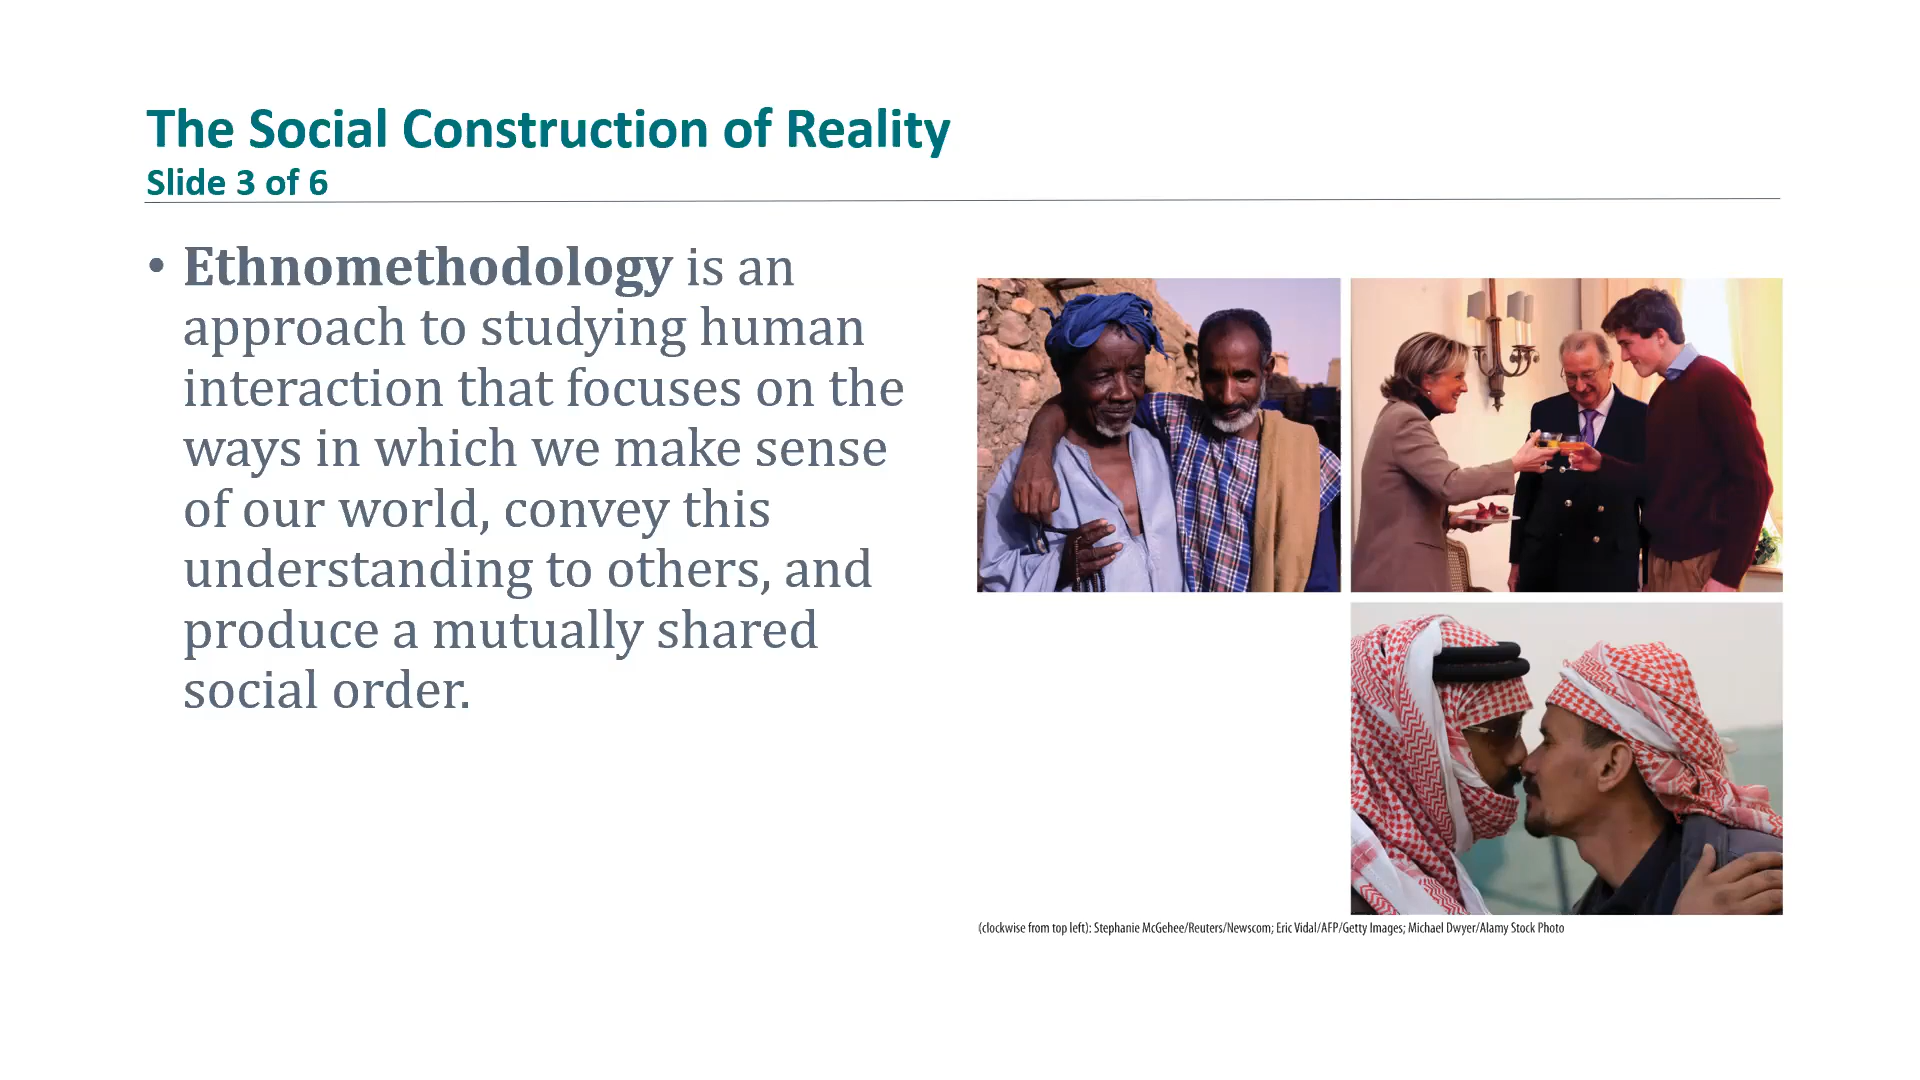 The Social Construction of Reality
Slide 3 of 6
• Ethnomethodology is an
approach to studying human
interaction that focuses on the
ways in which we make sense
of our world, convey this
understanding to others, and
produce a mutually shared
social order.
(clockwise from top left): Stephanie McGehee/Reuters/Newscom; Eric Vidal/AFP/Getty Images; Michael Dwyer/Alamy Stock Photo